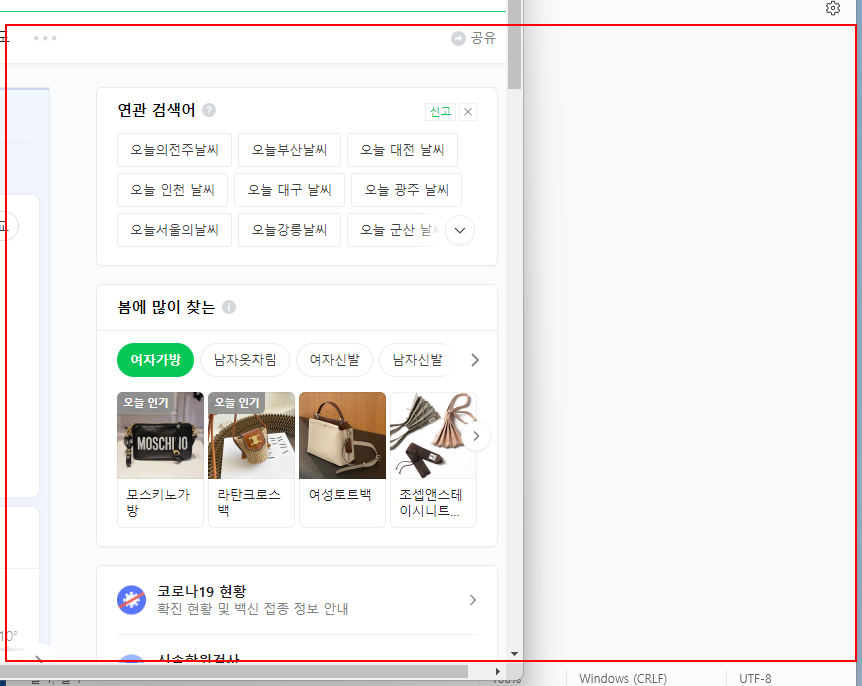 공유
연관 검색어
신고
오늘의전주날씨 오늘부산날씨 오늘 대전 날씨
오늘 인천 날씨 오늘 대구 날씨 오늘 광주 날씨
오늘서울의날씨 오늘강릉날씨 오늘 군산 날씨
봄에 많이 찾는
여자가방 남자옷차림 여자신발 남자신발
오늘 인기 오늘 인기
MOSCHINO
모스키노가
방
라탄크로스
백
여성토트백
조셉앤스테
이시니트...
코로나19 현황
확진 현황 및 백신 접종 정보 안내
10°
100%
Windows (CRLF)
UTF-8